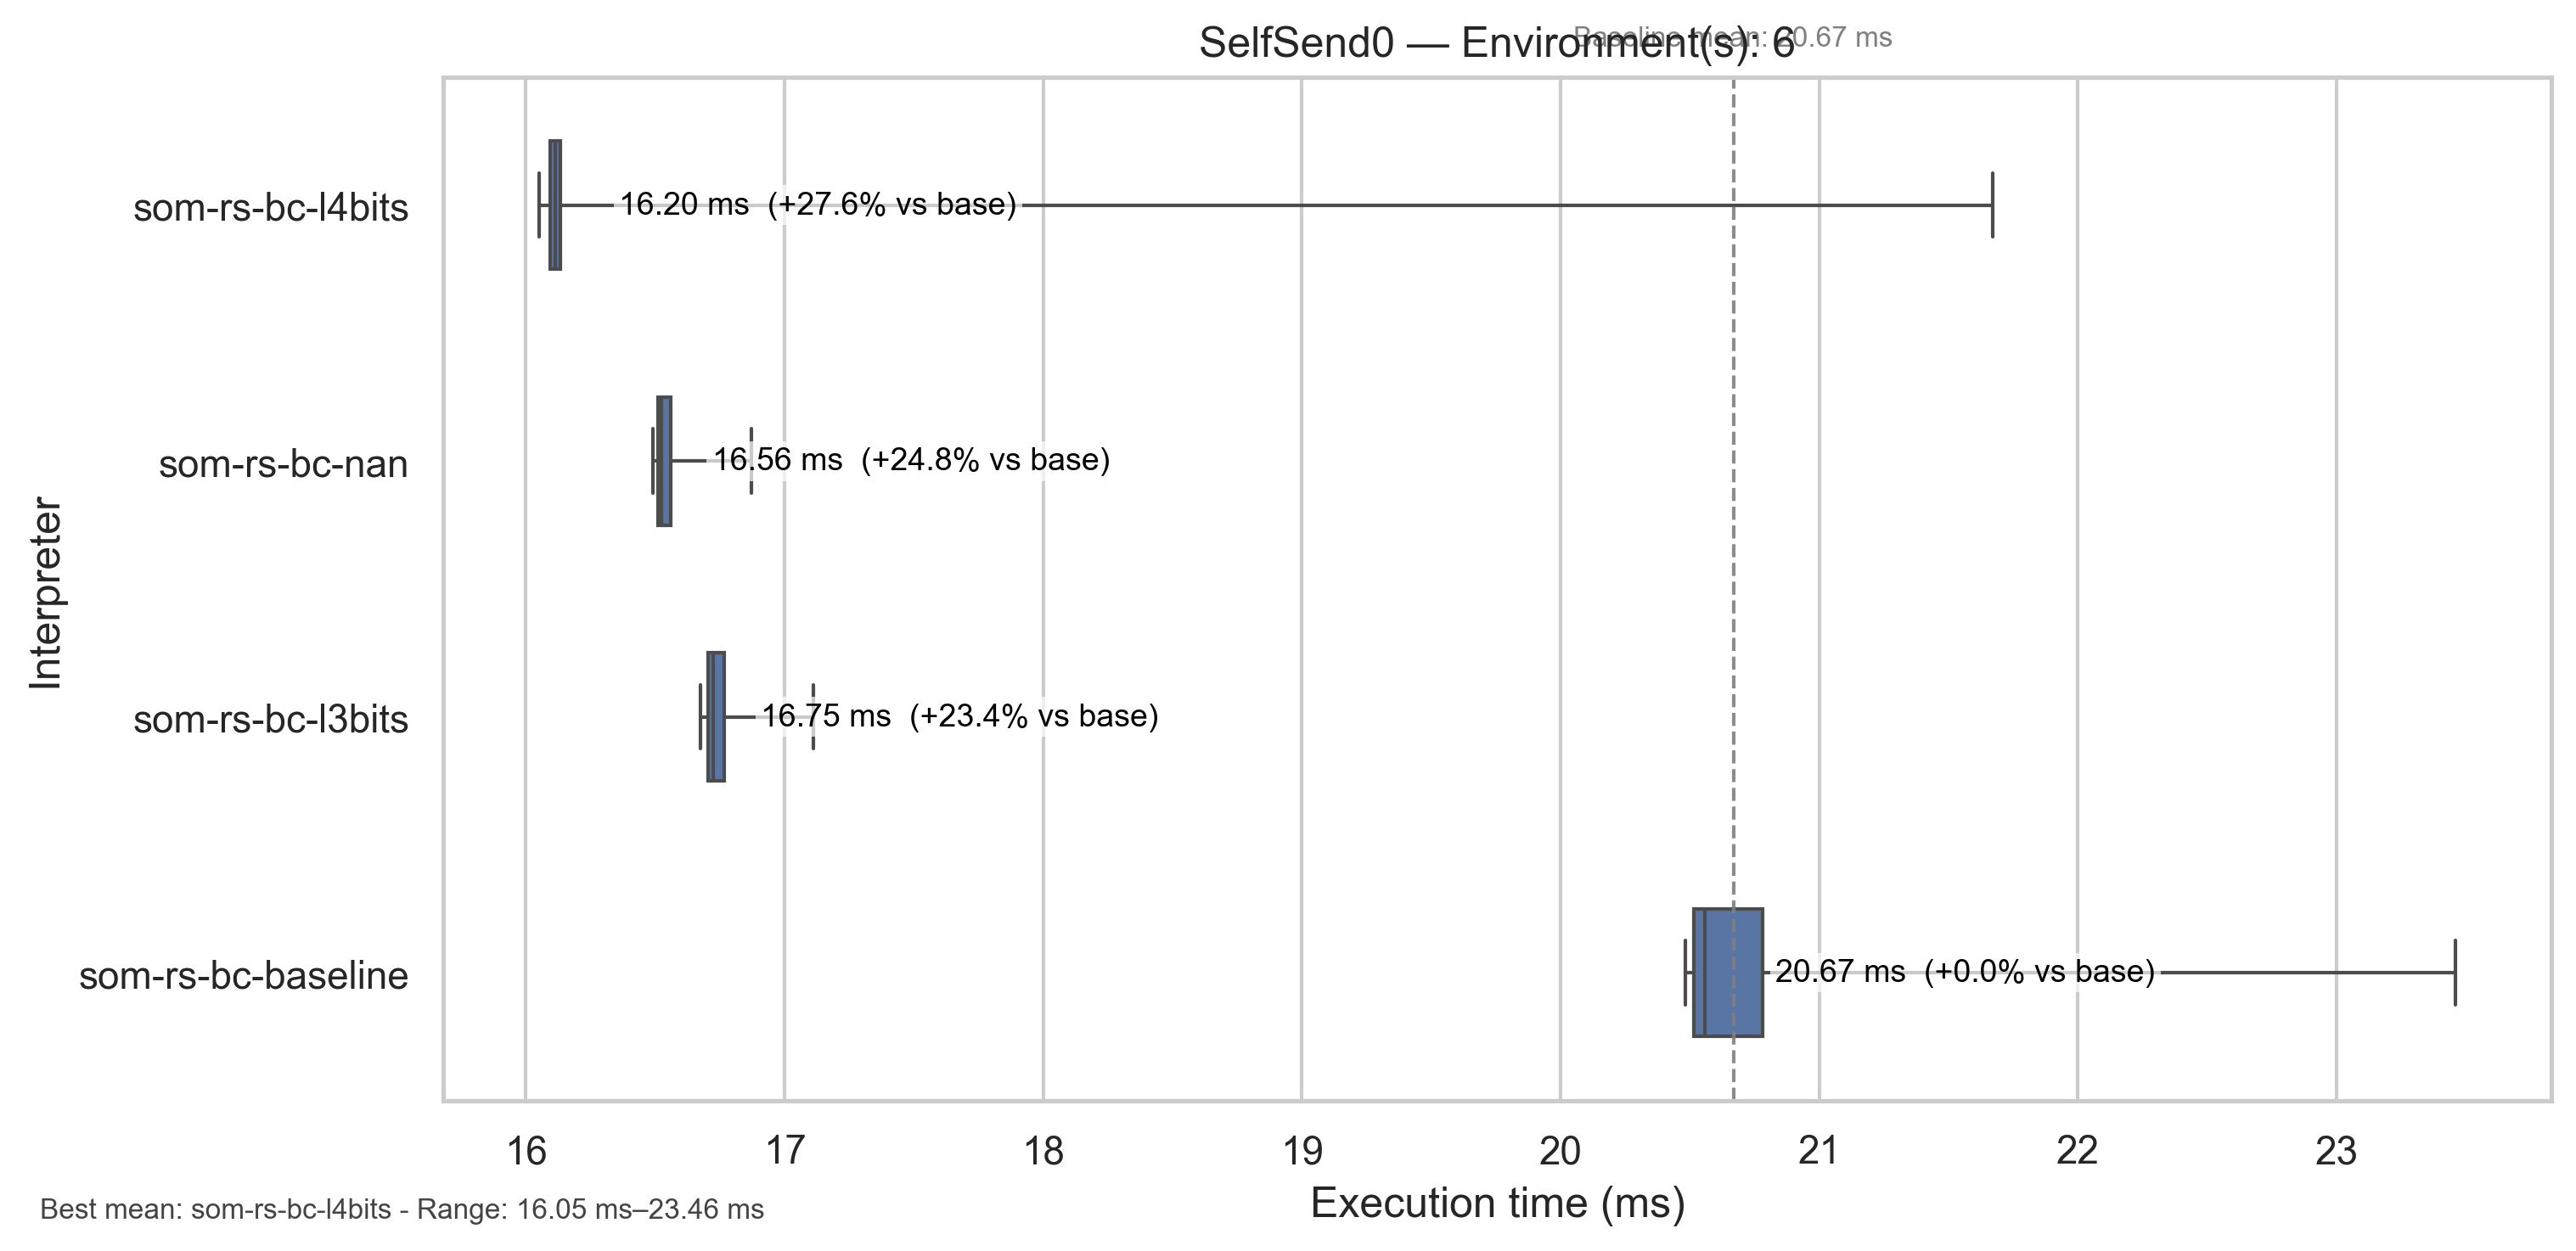 SelfSend0 — Environment(s): 6
Baseline mean: 20.67 ms
Interpreter
som-rs-bc-l4bits
16.20 ms (+27.6% vs base)
som-rs-bc-nan
16.56 ms (+24.8% vs base)
som-rs-bc-l3bits
16.75 ms (+23.4% vs base)
som-rs-bc-baseline
20.67 ms (+0.0% vs base)
16 17 18 19 20 21 22 23
Execution time (ms)
Best mean: som-rs-bc-l4bits - Range: 16.05 ms–23.46 ms